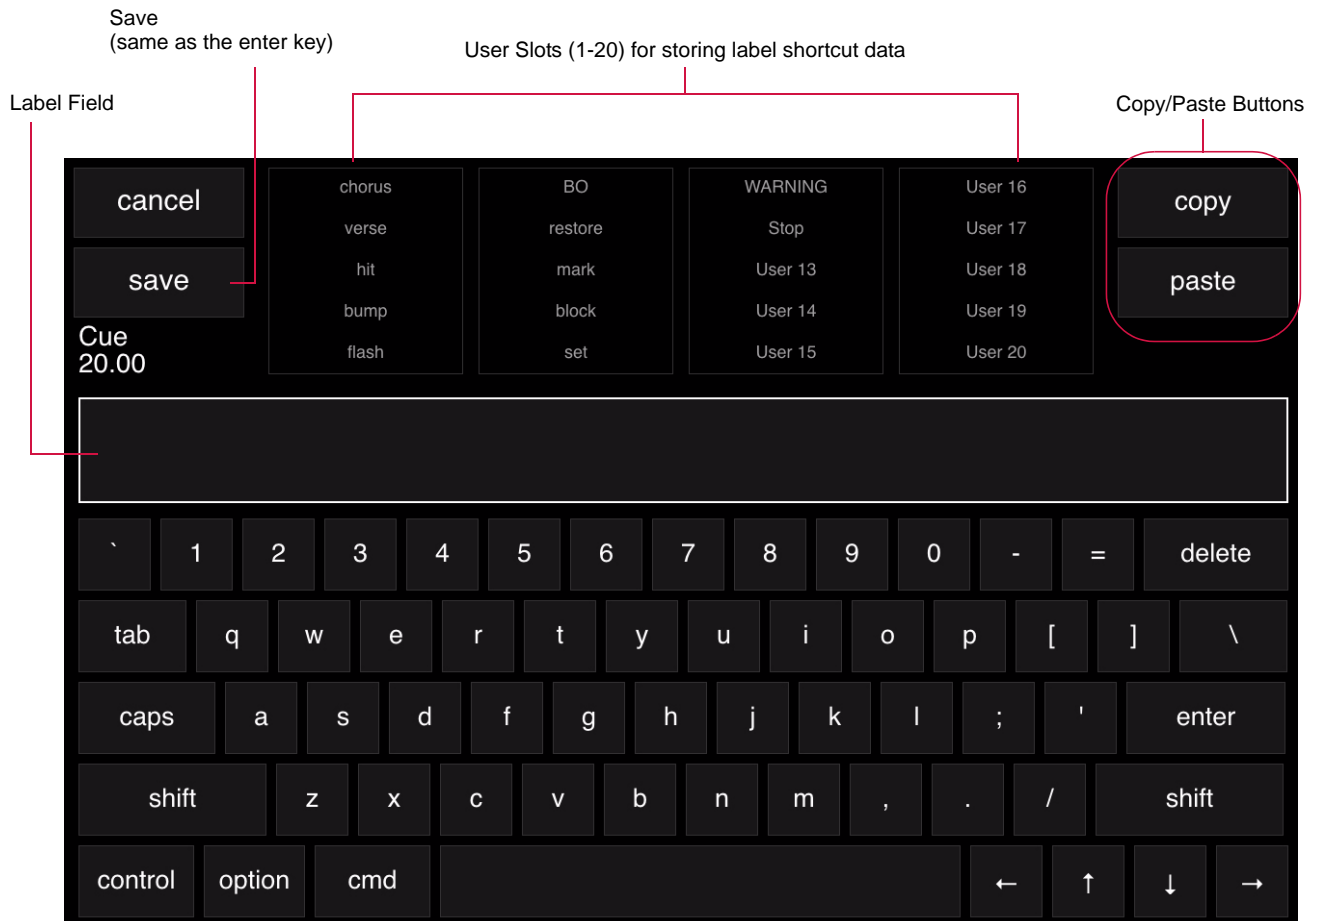 Save
(same as the enter key)
User Slots (1-20) for storing label shortcut data
Label Field
Copy/Paste Buttons
cancel
save
Cue
20.00
chorus
verse
hit
bump
flash
BO
restore
mark
block
set
WARNING
Stop
User 13
User 14
User 15
User 16
User 17
User 18
User 19
User 20
copy
paste
` 1 2 3 4 5 6 7 8 9 0 - = delete
tab q w e r t y u i o p [ ] \
caps a s d f g h j k l ; ' enter
shift z x c v b n m , . / shift
control option cmd ← ↑ ↓ →